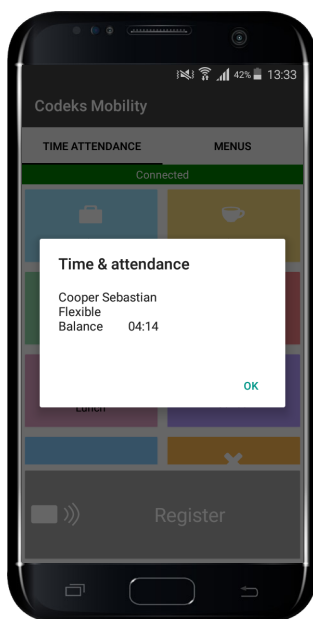 42% 13:33
Codeks Mobility
TIME ATTENDANCE MENUS
Connected
Time & attendance
Cooper Sebastian
Flexible
Balance 04:14
OK
Lunch
Register